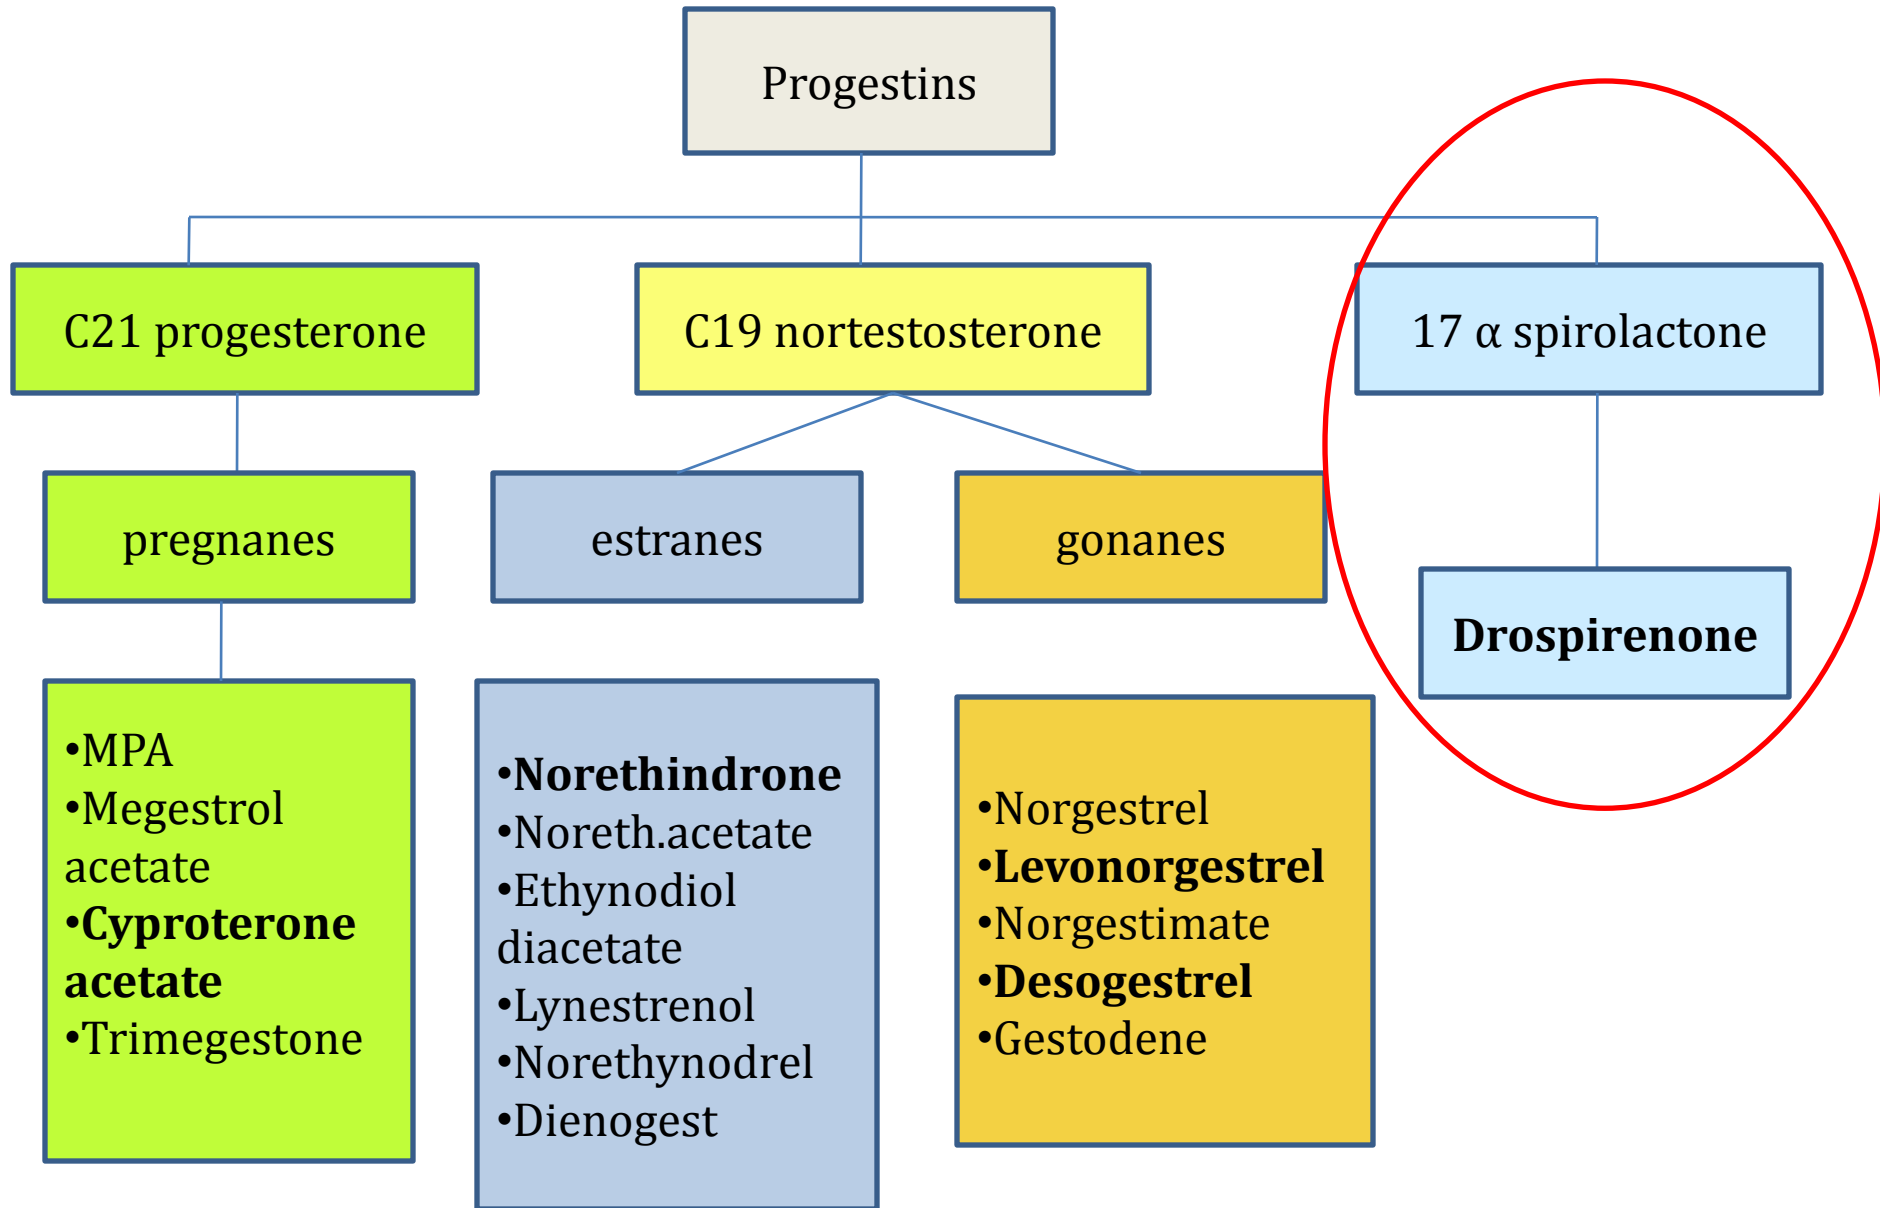 Progestins
C21 progesterone
C19 nortestosterone
17 α spirolactone
pregnanes
estranes
gonanes
Drospirenone
•MPA
•Megestrol
acetate
•Cyproterone
acetate
•Trimegestone
•Norethindrone
•Noreth.acetate
•Ethynodiol
diacetate
•Lynestrenol
•Norethynodrel
•Dienogest
•Norgestrel
•Levonorgestrel
•Norgestimate
•Desogestrel
•Gestodene